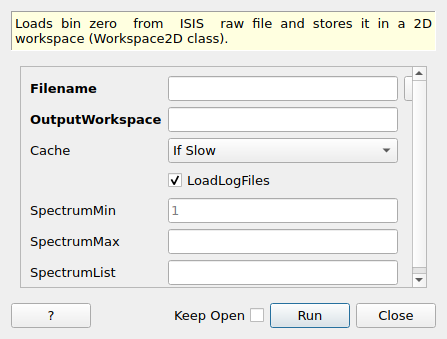 Loads bin zero from ISIS raw file and stores it in a 2D
workspace (Workspace2D class).
Filename
OutputWorkspace
Cache If Slow
LoadLogFiles
SpectrumMin 1
SpectrumMax
SpectrumList
? Keep Open Run Close